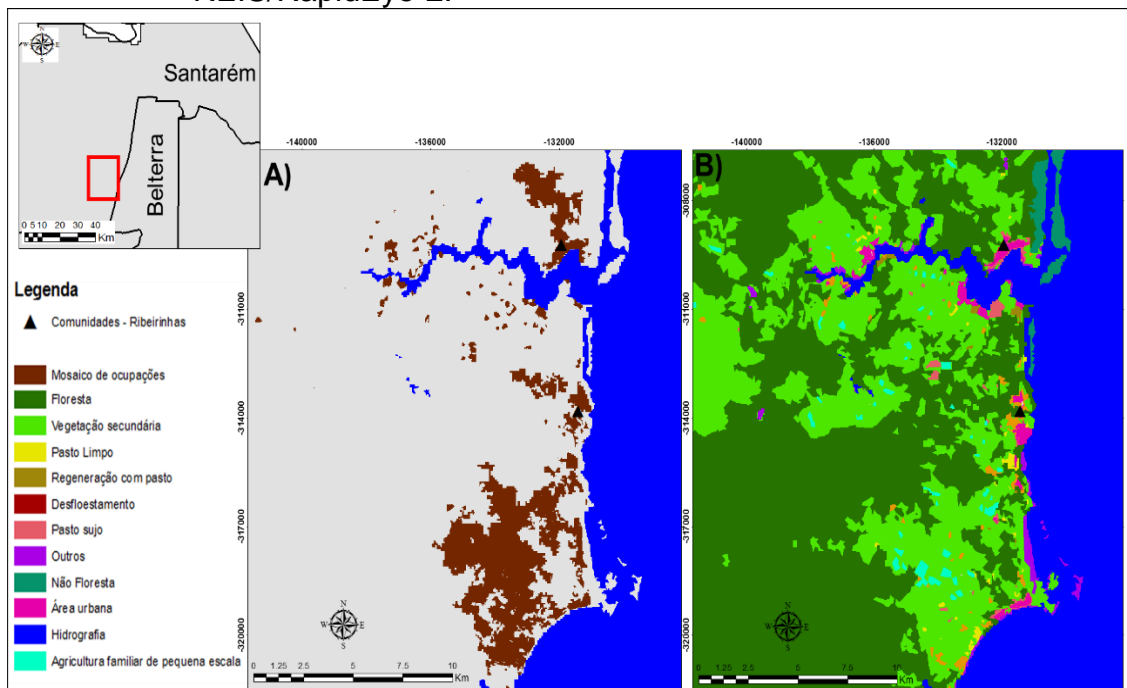 REIS/RapidEye 2.
Santarém
Belterra
N
W E
S
0 5 10 20 30 40
Km
Legenda
Comunidades - Ribeirinhas
Mosaico de ocupações
Floresta
Vegetação secundária
Pasto Limpo
Regeneração com pasto
Desfloestamento
Pasto sujo
Outros
Não Floresta
Área urbana
Hidrografia
Agricultura familiar de pequena escala
-140000 -136000 -132000
A)
-311000
-314000
-317000
-320000
N
W E
S
0 1.25 2.5 5 7.5 10
Km
-140000 -136000 -132000
B)
-308000
-311000
-314000
-317000
-320000
N
W E
S
0 1.25 2.5 5 7.5 10
Km